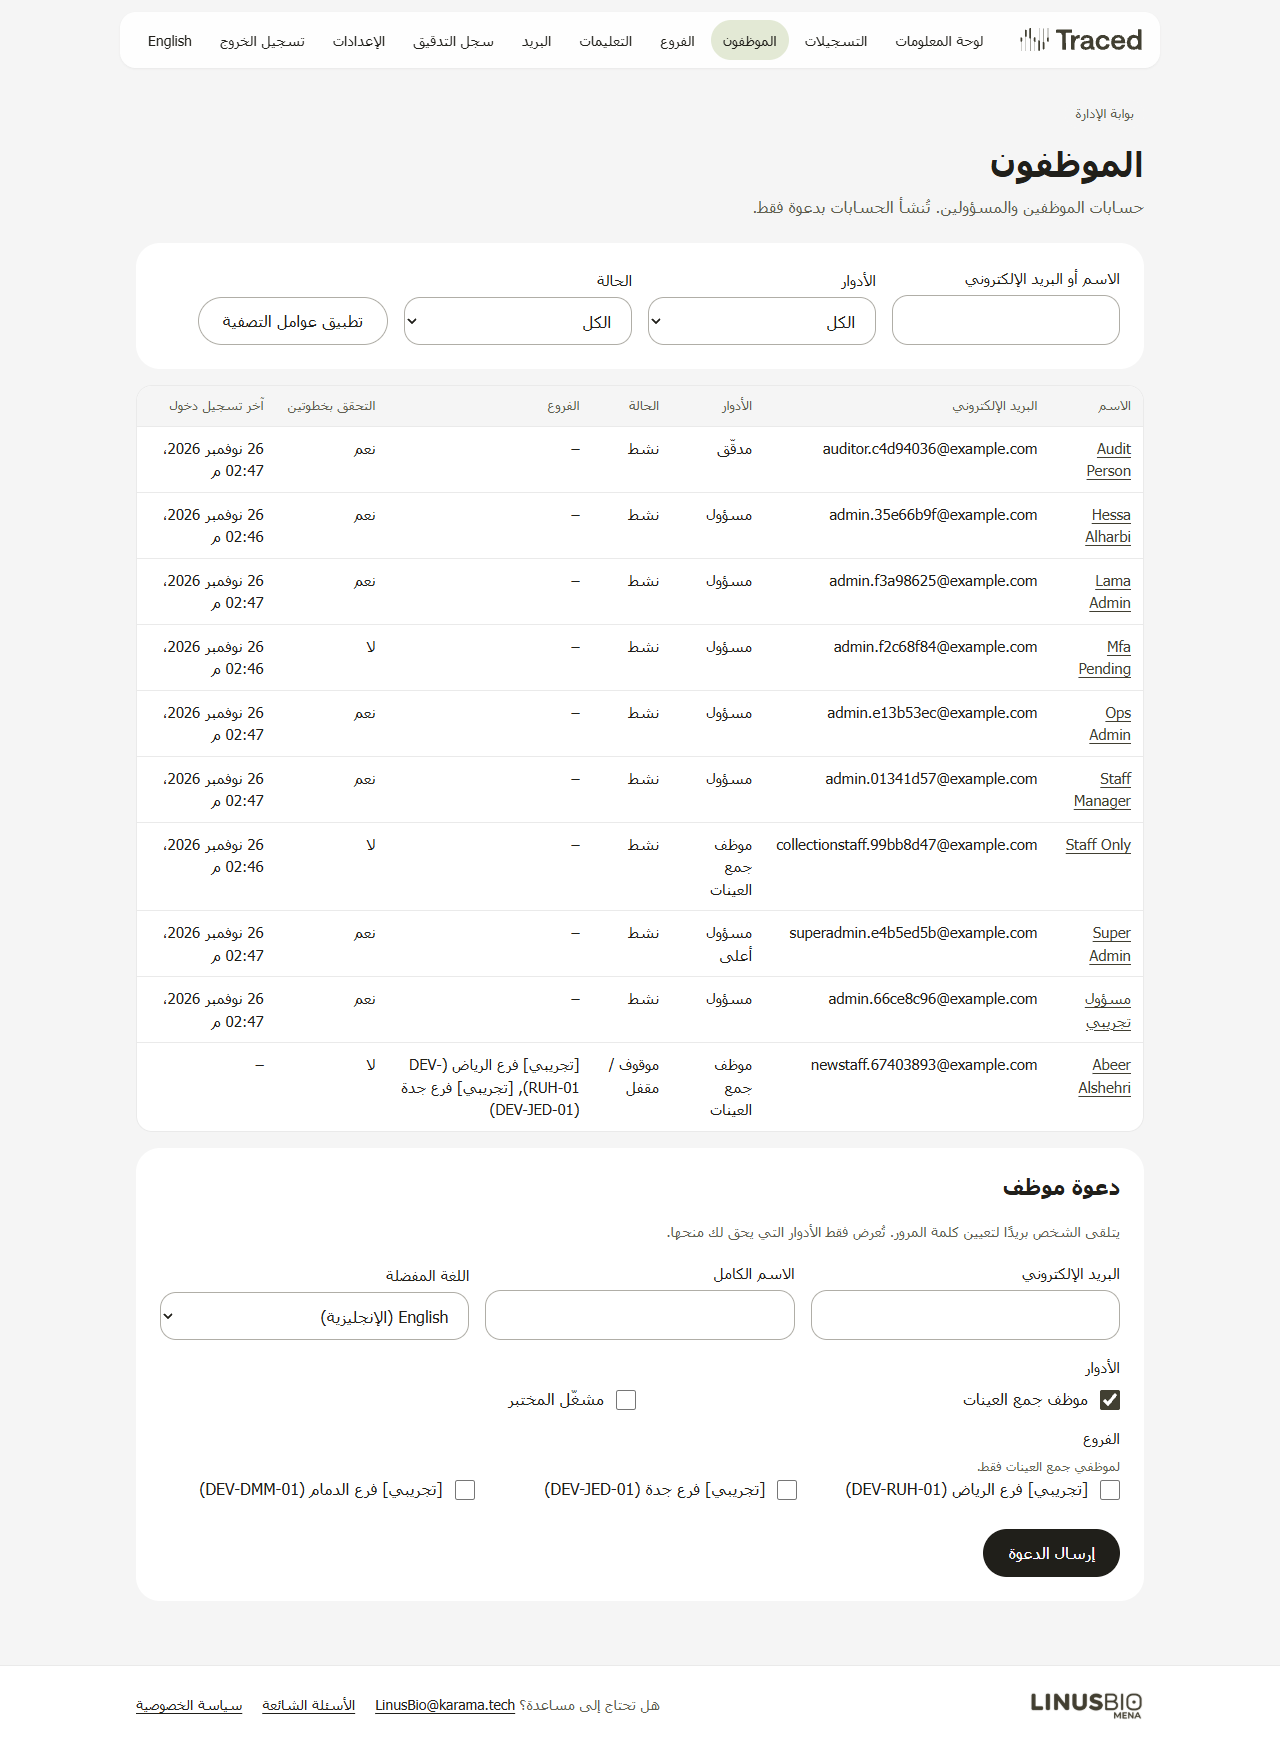 Traced
لوحة المعلومات
التسجيلات
الموظفون
الفروع
التعليمات
البريد
سجل التدقيق
الإعدادات
تسجيل الخروج
English
بوابة الإدارة
الموظفون
حسابات الموظفين والمسؤولين. تُنشأ الحسابات بدعوة فقط.
الاسم أو البريد الإلكتروني
الأدوار
الحالة
الكل
الكل
تطبيق عوامل التصفية
الاسم البريد الإلكتروني الأدوار الحالة الفروع التحقق بخطوتين آخر تسجيل دخول
Audit Person auditor.c4d94036@example.com مدقّق نشط – نعم 26 نوفمبر 2026، 02:47 م
Hessa Alharbi admin.35e66b9f@example.com مسؤول نشط – نعم 26 نوفمبر 2026، 02:46 م
Lama Admin admin.f3a98625@example.com مسؤول نشط – نعم 26 نوفمبر 2026، 02:47 م
Mfa Pending admin.f2c68f84@example.com مسؤول نشط – لا 26 نوفمبر 2026، 02:46 م
Ops Admin admin.e13b53ec@example.com مسؤول نشط – نعم 26 نوفمبر 2026، 02:47 م
Staff Manager admin.01341d57@example.com مسؤول نشط – نعم 26 نوفمبر 2026، 02:47 م
Staff Only collectionstaff.99bb8d47@example.com موظف جمع العينات نشط – لا 26 نوفمبر 2026، 02:46 م
Super Admin superadmin.e4b5ed5b@example.com مسؤول أعلى نشط – نعم 26 نوفمبر 2026، 02:47 م
مسؤول تجريبي admin.66ce8c96@example.com مسؤول نشط – نعم 26 نوفمبر 2026، 02:47 م
Abeer Alshehri newstaff.67403893@example.com موظف جمع العينات موقوف / مقفل [تجريبي] فرع الرياض (DEV-RUH-01), [تجريبي] فرع جدة (DEV-JED-01) لا –
دعوة موظف
يتلقى الشخص بريدًا لتعيين كلمة المرور. تُعرض فقط الأدوار التي يحق لك منحها.
البريد الإلكتروني
الاسم الكامل
اللغة المفضلة
English (الإنجليزية)
الأدوار
موظف جمع العينات
مشغّل المختبر
الفروع
لموظفي جمع العينات فقط.
[تجريبي] فرع الرياض (DEV-RUH-01)
[تجريبي] فرع جدة (DEV-JED-01)
[تجريبي] فرع الدمام (DEV-DMM-01)
إرسال الدعوة
LINUSBIO
MENA
هل تحتاج إلى مساعدة؟ LinusBio@karama.tech
الأسئلة الشائعة
سياسة الخصوصية